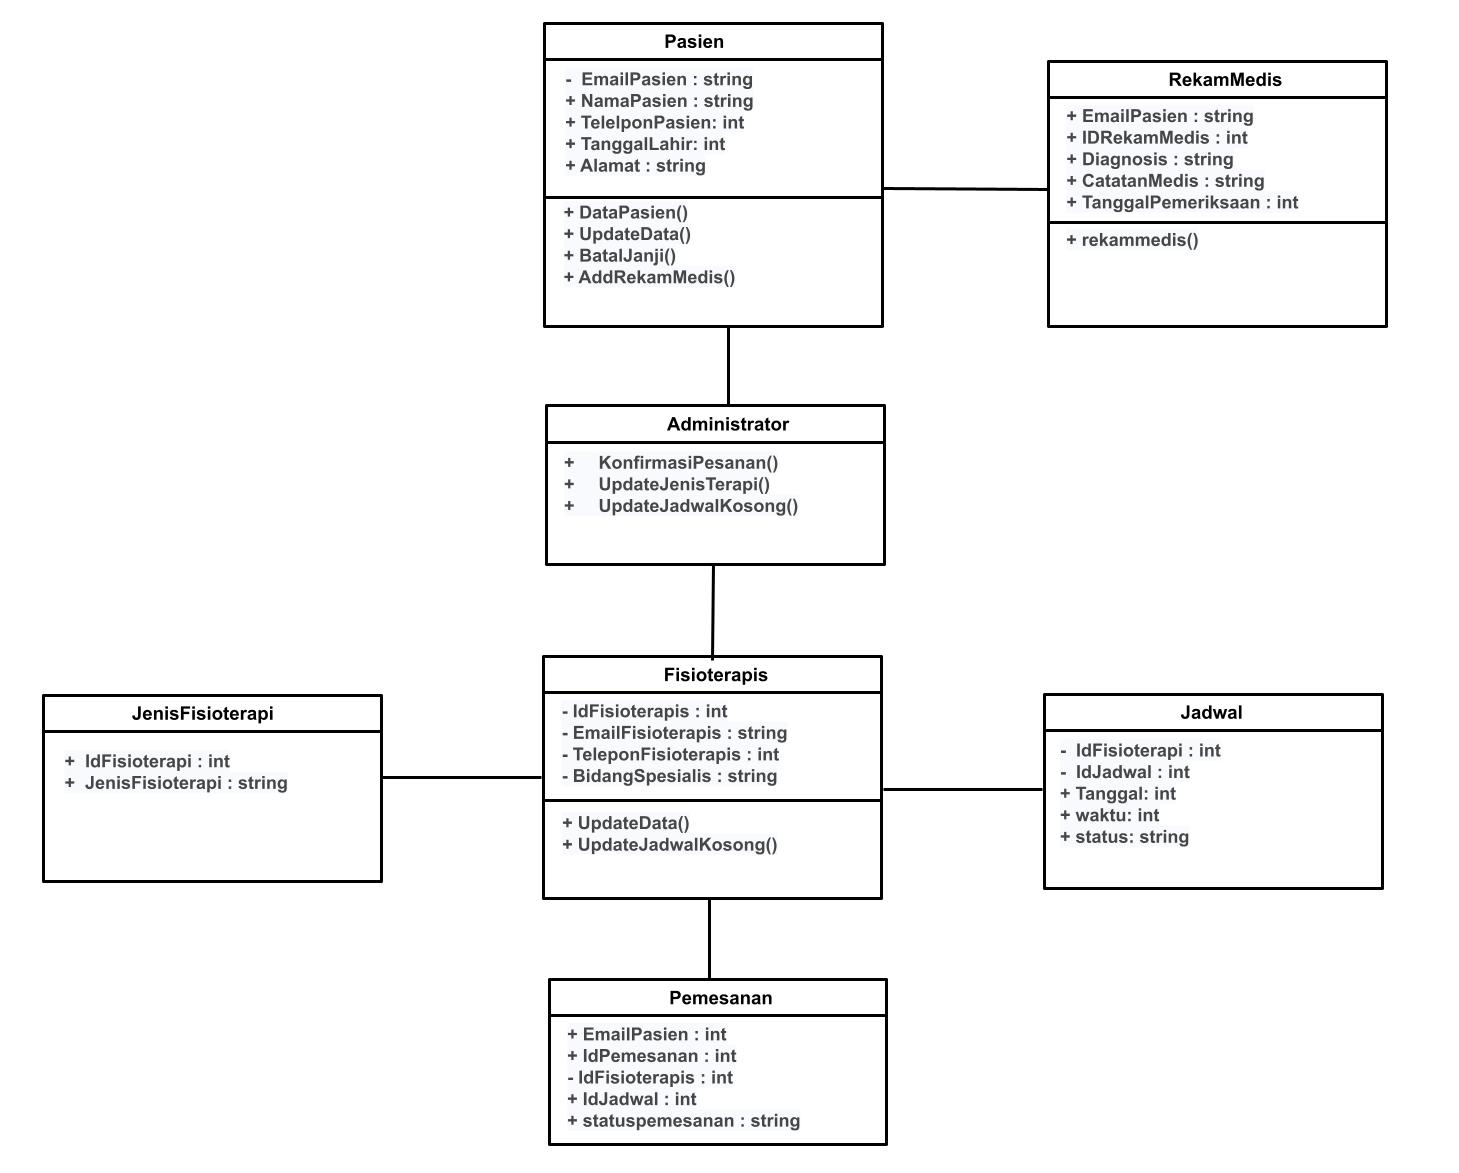 Pasien
- EmailPasien : string
+ NamaPasien : string
+ TelelponPasien: int
+ TanggalLahir: int
+ Alamat : string
+ DataPasien()
+ UpdateData()
+ BatalJanji()
+ AddRekamMedis()
RekamMedis
+ EmailPasien : string
+ IDRekamMedis : int
+ Diagnosis : string
+ CatatanMedis : string
+ TanggalPemeriksaan : int
+ rekammedis()
Administrator
+ KonfirmasiPesanan()
+ UpdateJenisTerapi()
+ UpdateJadwalKosong()
JenisFisioterapi
+ IdFisioterapi : int
+ JenisFisioterapi : string
Fisioterapis
- IdFisioterapis : int
- EmailFisioterapis : string
- TeleponFisioterapis : int
- BidangSpesialis : string
+ UpdateData()
+ UpdateJadwalKosong()
Jadwal
- IdFisioterapi : int
- IdJadwal : int
+ Tanggal: int
+ waktu: int
+ status: string
Pemesanan
+ EmailPasien : int
+ IdPemesanan : int
- IdFisioterapis : int
+ IdJadwal : int
+ statuspemesanan : string